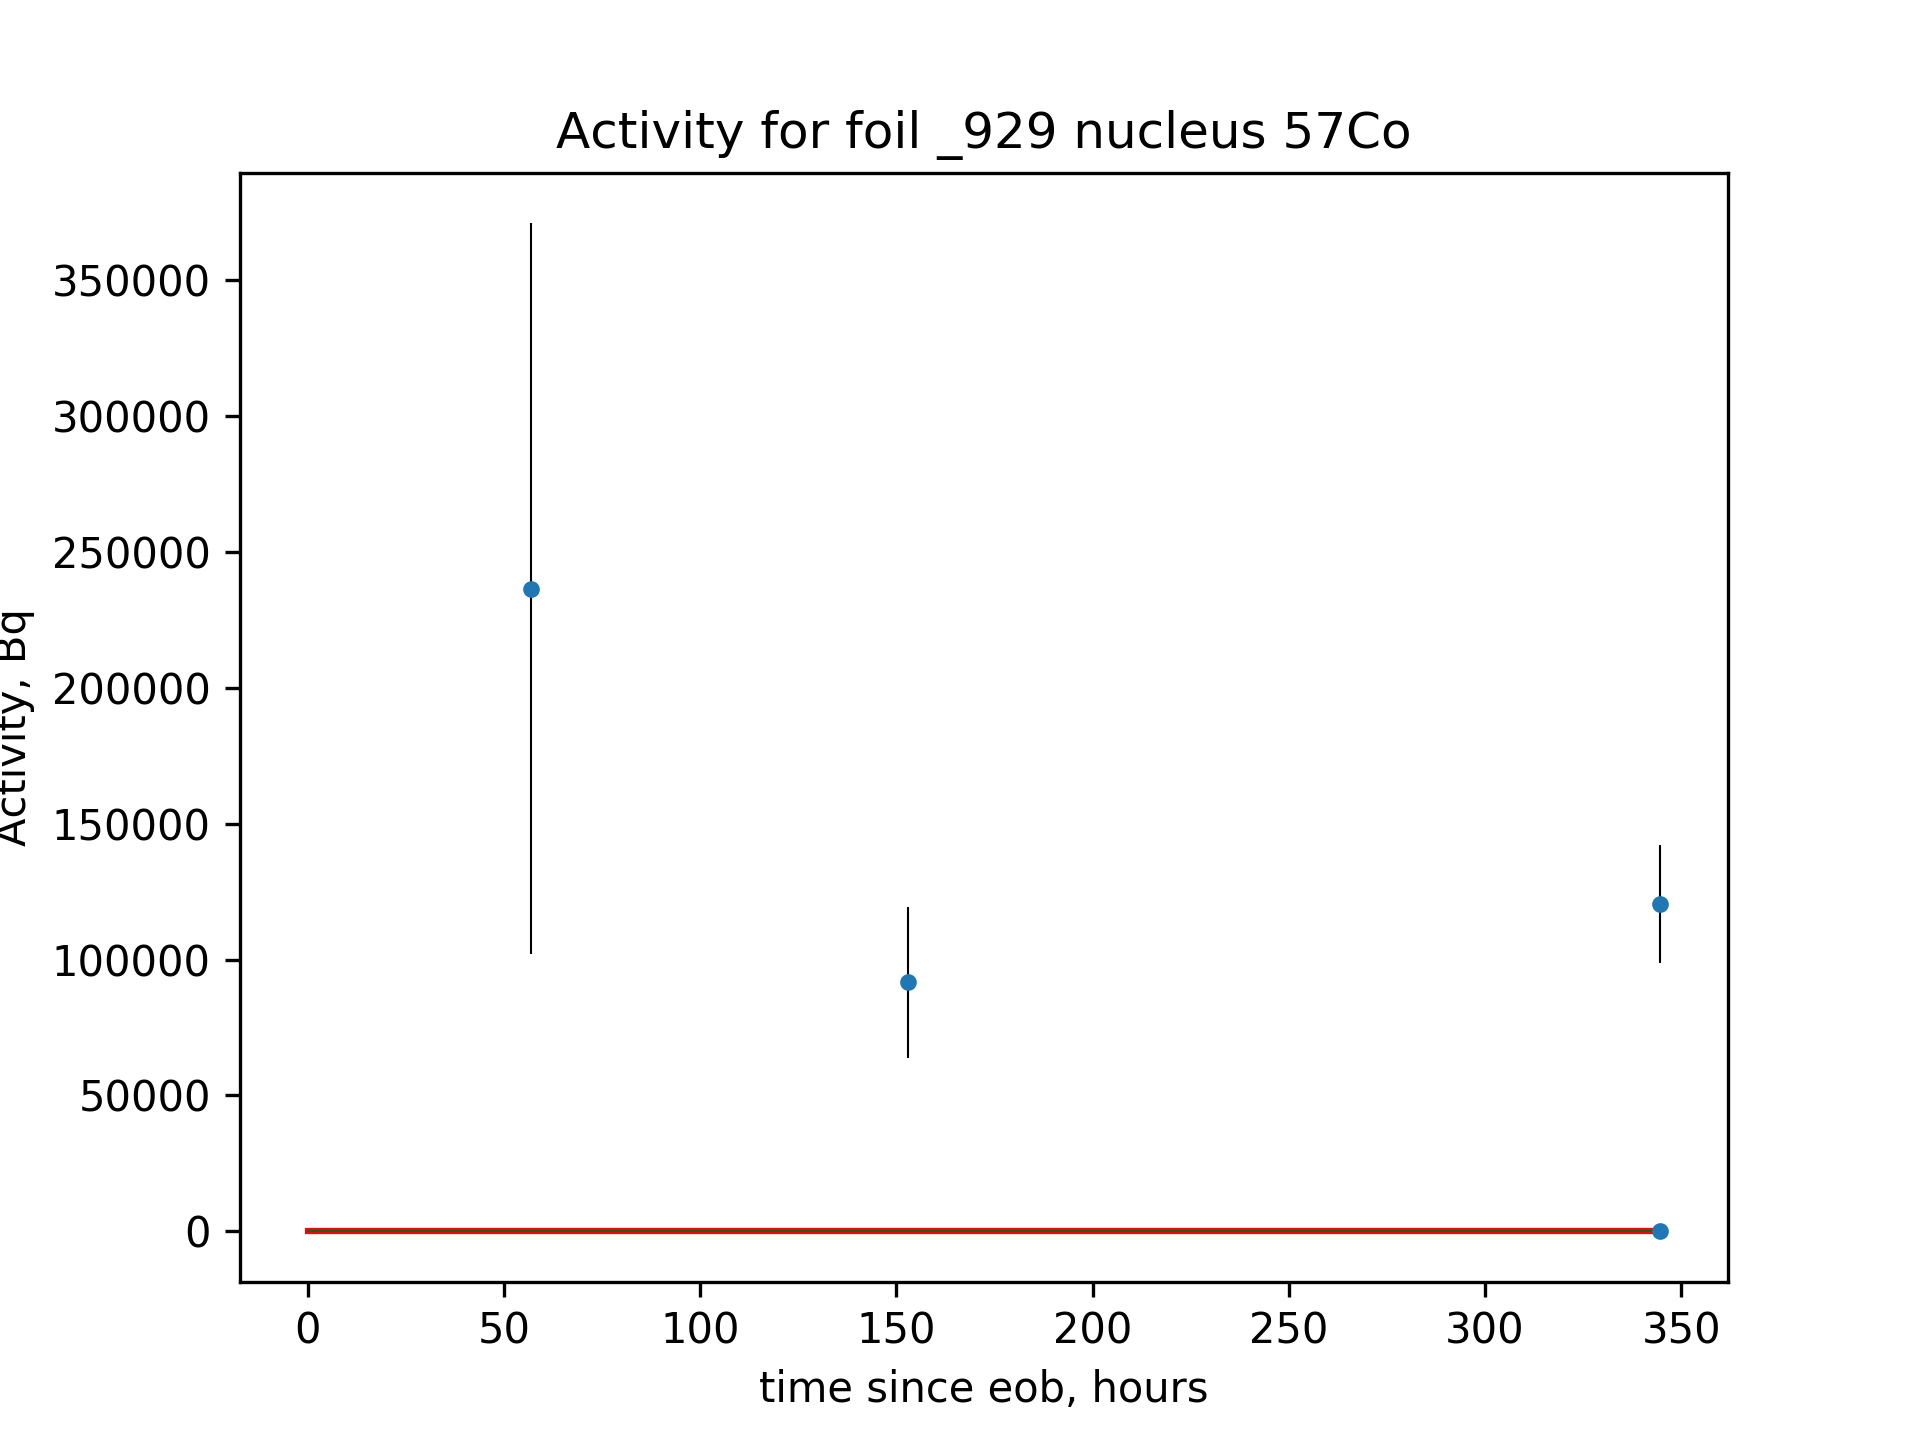 Activity for foil _929 nucleus 57Co
350000
300000
250000
200000
150000
100000
50000
0
Activity, Bq
0 50 100 150 200 250 300 350
time since eob, hours